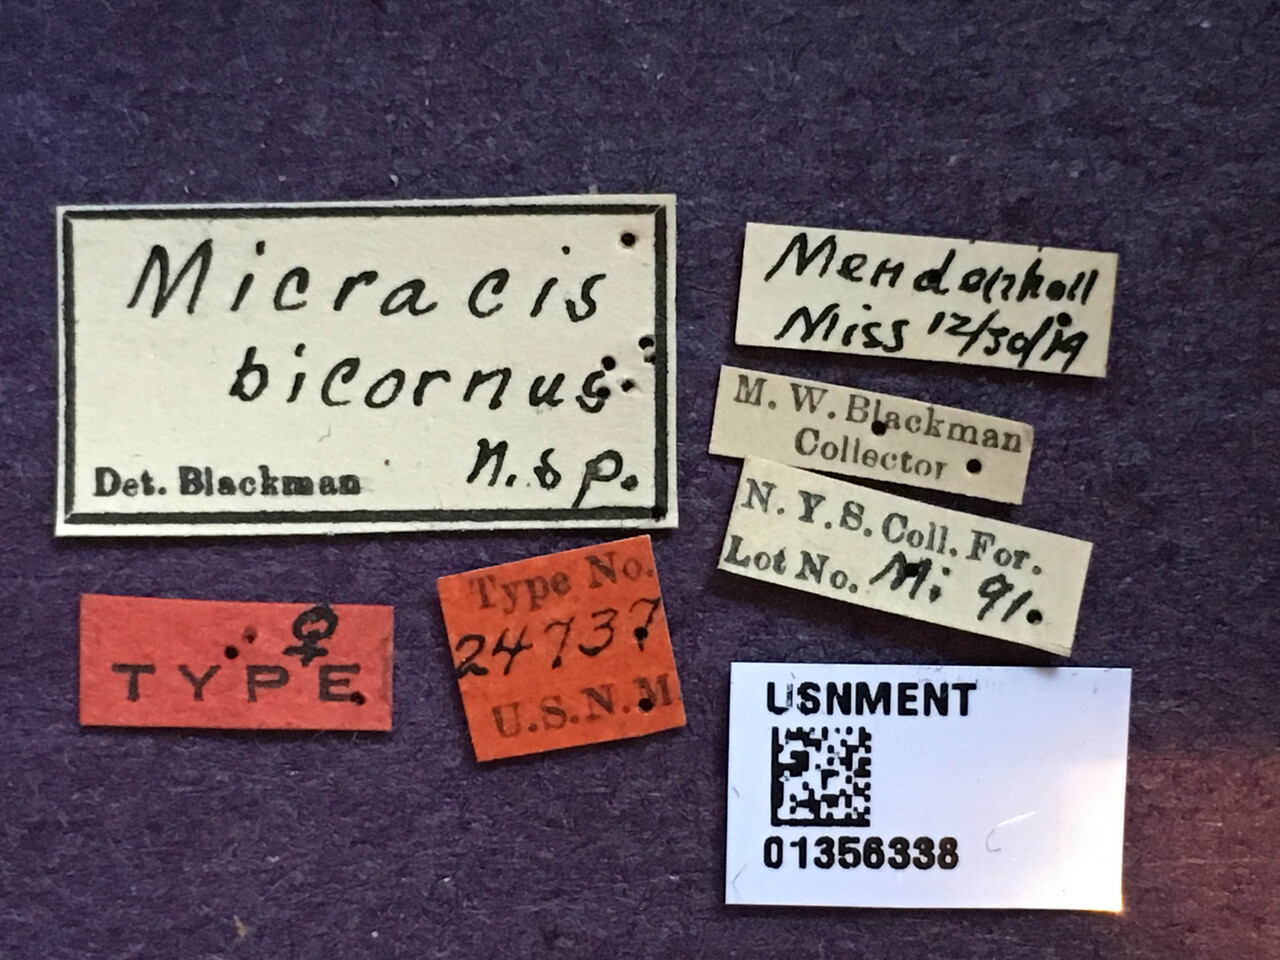 Micracis
bicornus
n.sp.
Det. Blackman
Mendenhall
Miss 12/30/19
M. W. Blackman
Collector
N. Y. S. Coll. For.
Lot No. Mi 91.
♀
TYPE
Type No.
24737
U.S.N.M
USNMENT
01356338